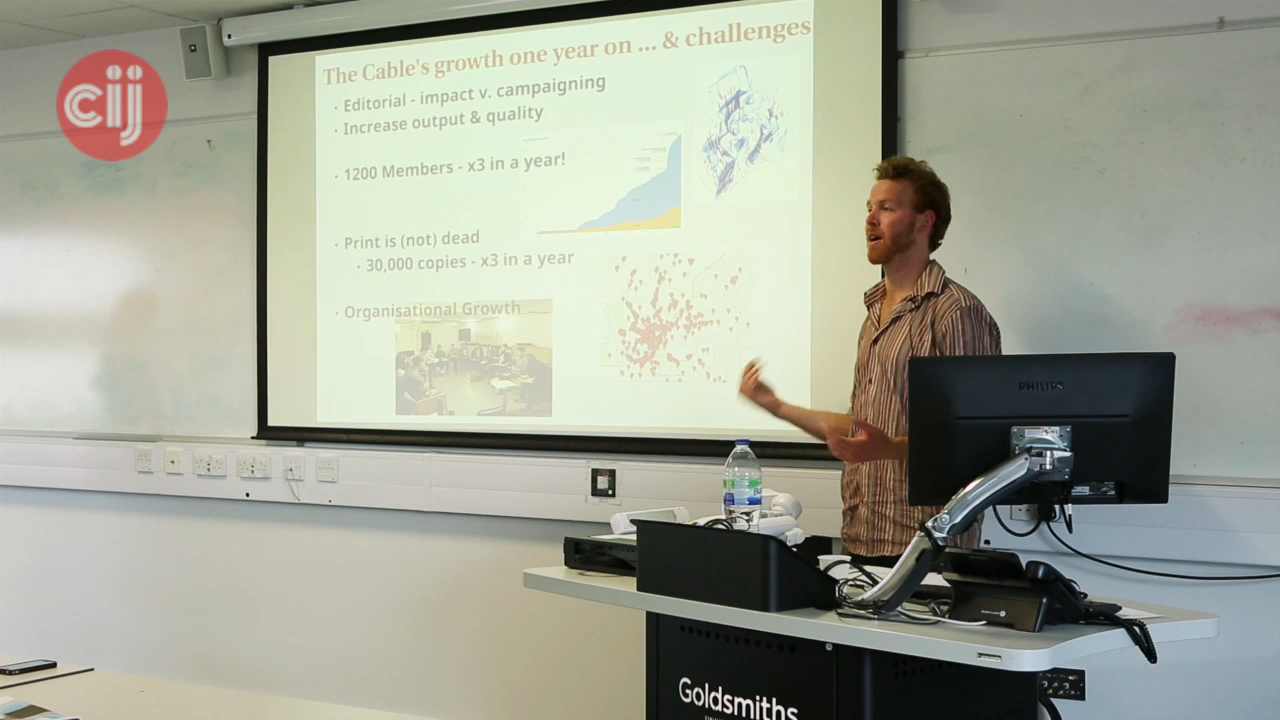 cij
The Cable's growth one year on ... & challenges
· Editorial - impact v. campaigning
· Increase output & quality
· 1200 Members - x3 in a year!
· Print is (not) dead
· 30,000 copies - x3 in a year
· Organisational Growth
PHILIPS
Goldsmiths